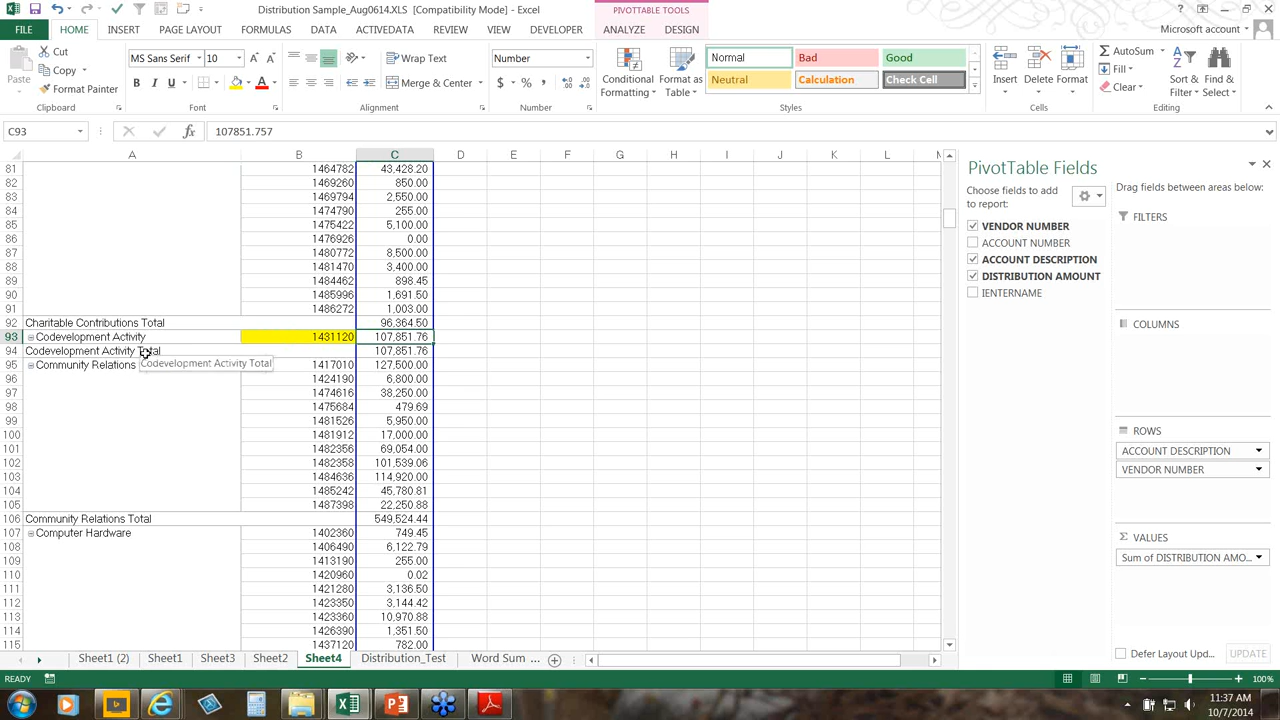 Distribution Sample_Aug0614.XLS [Compatibility Mode] - Excel
PIVOTTABLE TOOLS
FILE HOME INSERT PAGE LAYOUT FORMULAS DATA ACTIVEDATA REVIEW VIEW DEVELOPER ANALYZE DESIGN
Microsoft account
Paste
Cut
Copy
Format Painter
Clipboard
MS Sans Serif 10
B I U
Font
Wrap Text
Merge & Center
Alignment
Number
$ % ,
Number
Conditional Formatting
Format as Table
Normal Bad Good
Neutral Calculation Check Cell
Styles
Insert Delete Format
Cells
AutoSum
Fill
Clear
Sort & Filter
Find & Select
Editing
C93 fx 107851.757
A B C D E F G H I J K L M
81 1464782 43,428.20
82 1469260 850.00
83 1469794 2,550.00
84 1474790 255.00
85 1475422 5,100.00
86 1476926 0.00
87 1480772 8,500.00
88 1481470 3,400.00
89 1484462 898.45
90 1485996 1,691.50
91 1486272 1,003.00
92 Charitable Contributions Total 96,364.50
93 Codevelopment Activity 1431120 107,851.76
94 Codevelopment Activity Total 107,851.76
Codevelopment Activity Total
95 Community Relations 1417010 127,500.00
96 1424190 6,800.00
97 1474616 38,250.00
98 1475684 479.69
99 1481526 5,950.00
100 1481912 17,000.00
101 1482356 69,054.00
102 1482358 101,539.06
103 1484636 114,920.00
104 1485242 45,780.81
105 1487398 22,250.88
106 Community Relations Total 549,524.44
107 Computer Hardware 1402360 749.45
108 1406490 6,122.79
109 1413190 255.00
110 1420960 0.02
111 1421280 3,136.50
112 1423350 3,144.42
113 1423360 10,970.88
114 1426390 1,351.50
115 1437120 782.00
PivotTable Fields
Choose fields to add to report:
VENDOR NUMBER
ACCOUNT NUMBER
ACCOUNT DESCRIPTION
DISTRIBUTION AMOUNT
IENTERNAME
Drag fields between areas below:
FILTERS
COLUMNS
ROWS
ACCOUNT DESCRIPTION
VENDOR NUMBER
Σ VALUES
Sum of DISTRIBUTION AMO...
Defer Layout Upd... UPDATE
Sheet1 (2) Sheet1 Sheet3 Sheet2 Sheet4 Distribution_Test Word Sum ...
READY
100%
11:37 AM
10/7/2014